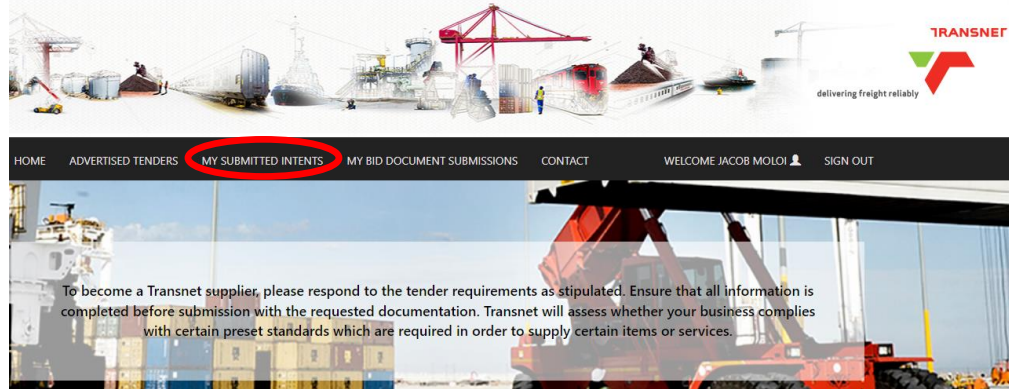 TRANSNET
delivering freight reliably
HOME ADVERTISED TENDERS MY SUBMITTED INTENTS MY BID DOCUMENT SUBMISSIONS CONTACT WELCOME JACOB MOLOI SIGN OUT
To become a Transnet supplier, please respond to the tender requirements as stipulated. Ensure that all information is
completed before submission with the requested documentation. Transnet will assess whether your business complies
with certain preset standards which are required in order to supply certain items or services.